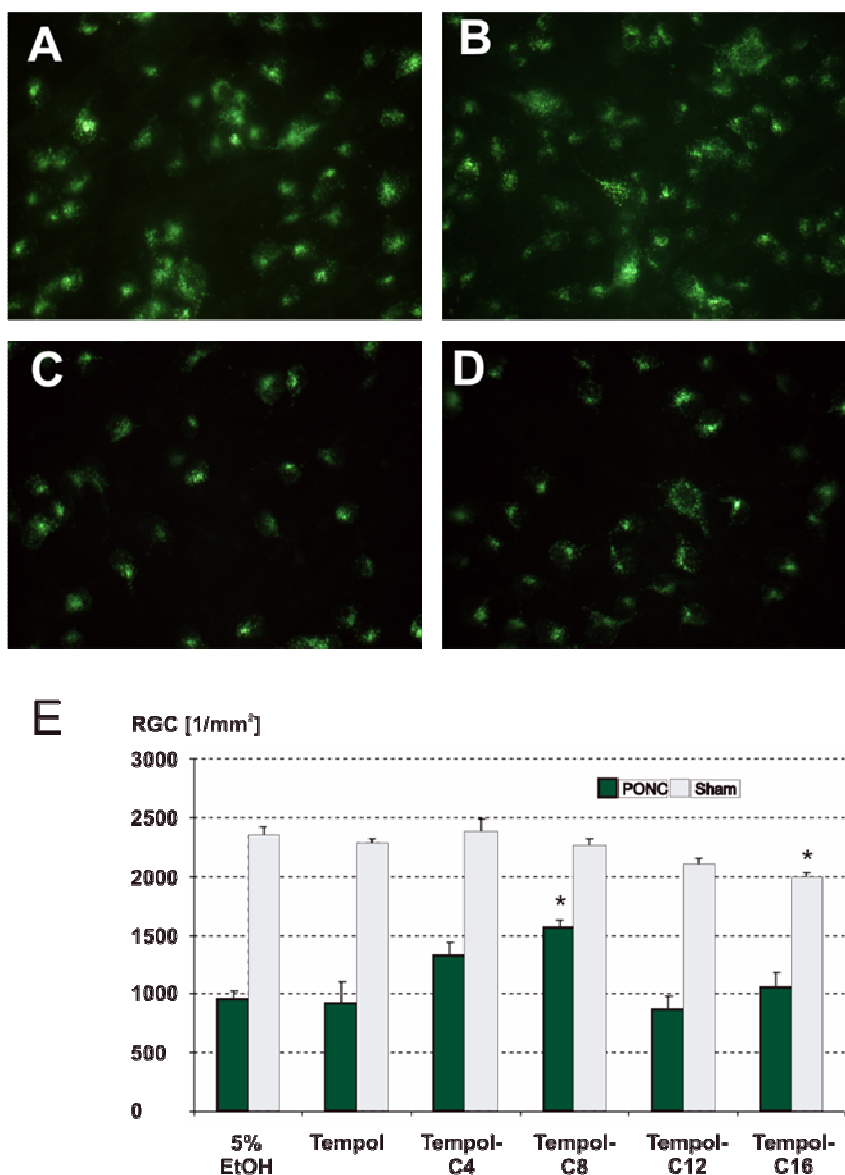 A
B
C
D
E
RGC [1/mm²]
3000
2500
2000
1500
1000
500
0
PONC Sham
*
*
5% EtOH
Tempol
Tempol-C4
Tempol-C8
Tempol-C12
Tempol-C16